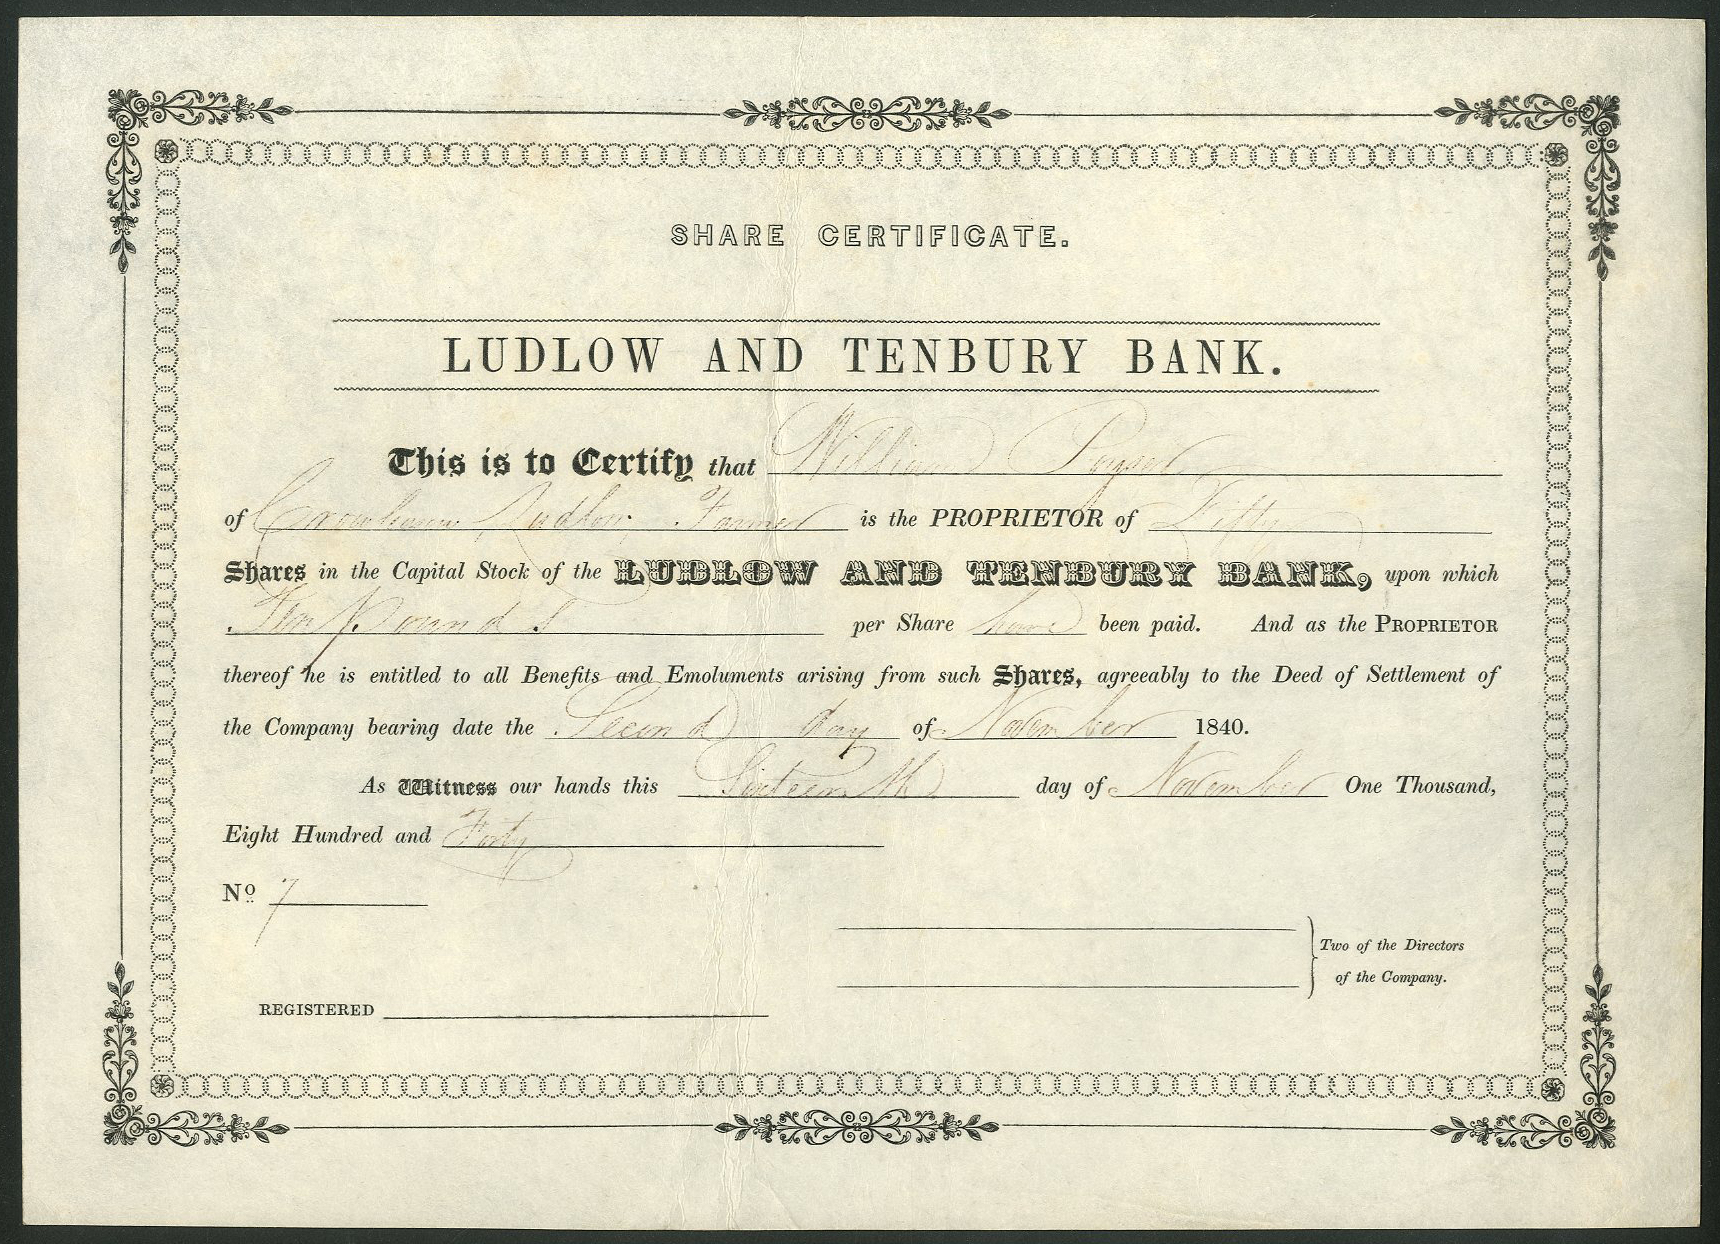 SHARE CERTIFICATE.
LUDLOW AND TENBURY BANK.
This is to Certify that William
of Ludlow Farmer is the PROPRIETOR of Fifty
Shares in the Capital Stock of the LUDLOW AND TENBURY BANK, upon which
Ten Pounds per Share have been paid. And as the PROPRIETOR
thereof he is entitled to all Benefits and Emoluments arising from such Shares, agreeably to the Deed of Settlement of
the Company bearing date the Second day of November 1840.
As Witness our hands this Sixteenth day of November One Thousand,
Eight Hundred and Forty
No. 7
Two of the Directors
of the Company.
REGISTERED